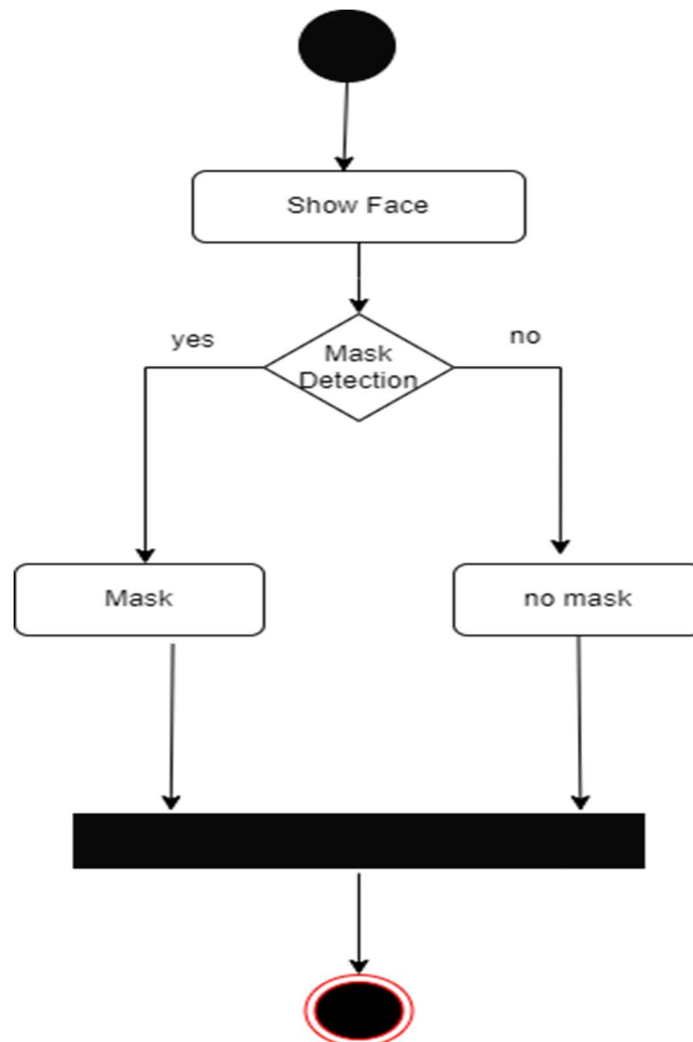 Show Face
yes
no
Mask
Detection
Mask
no mask